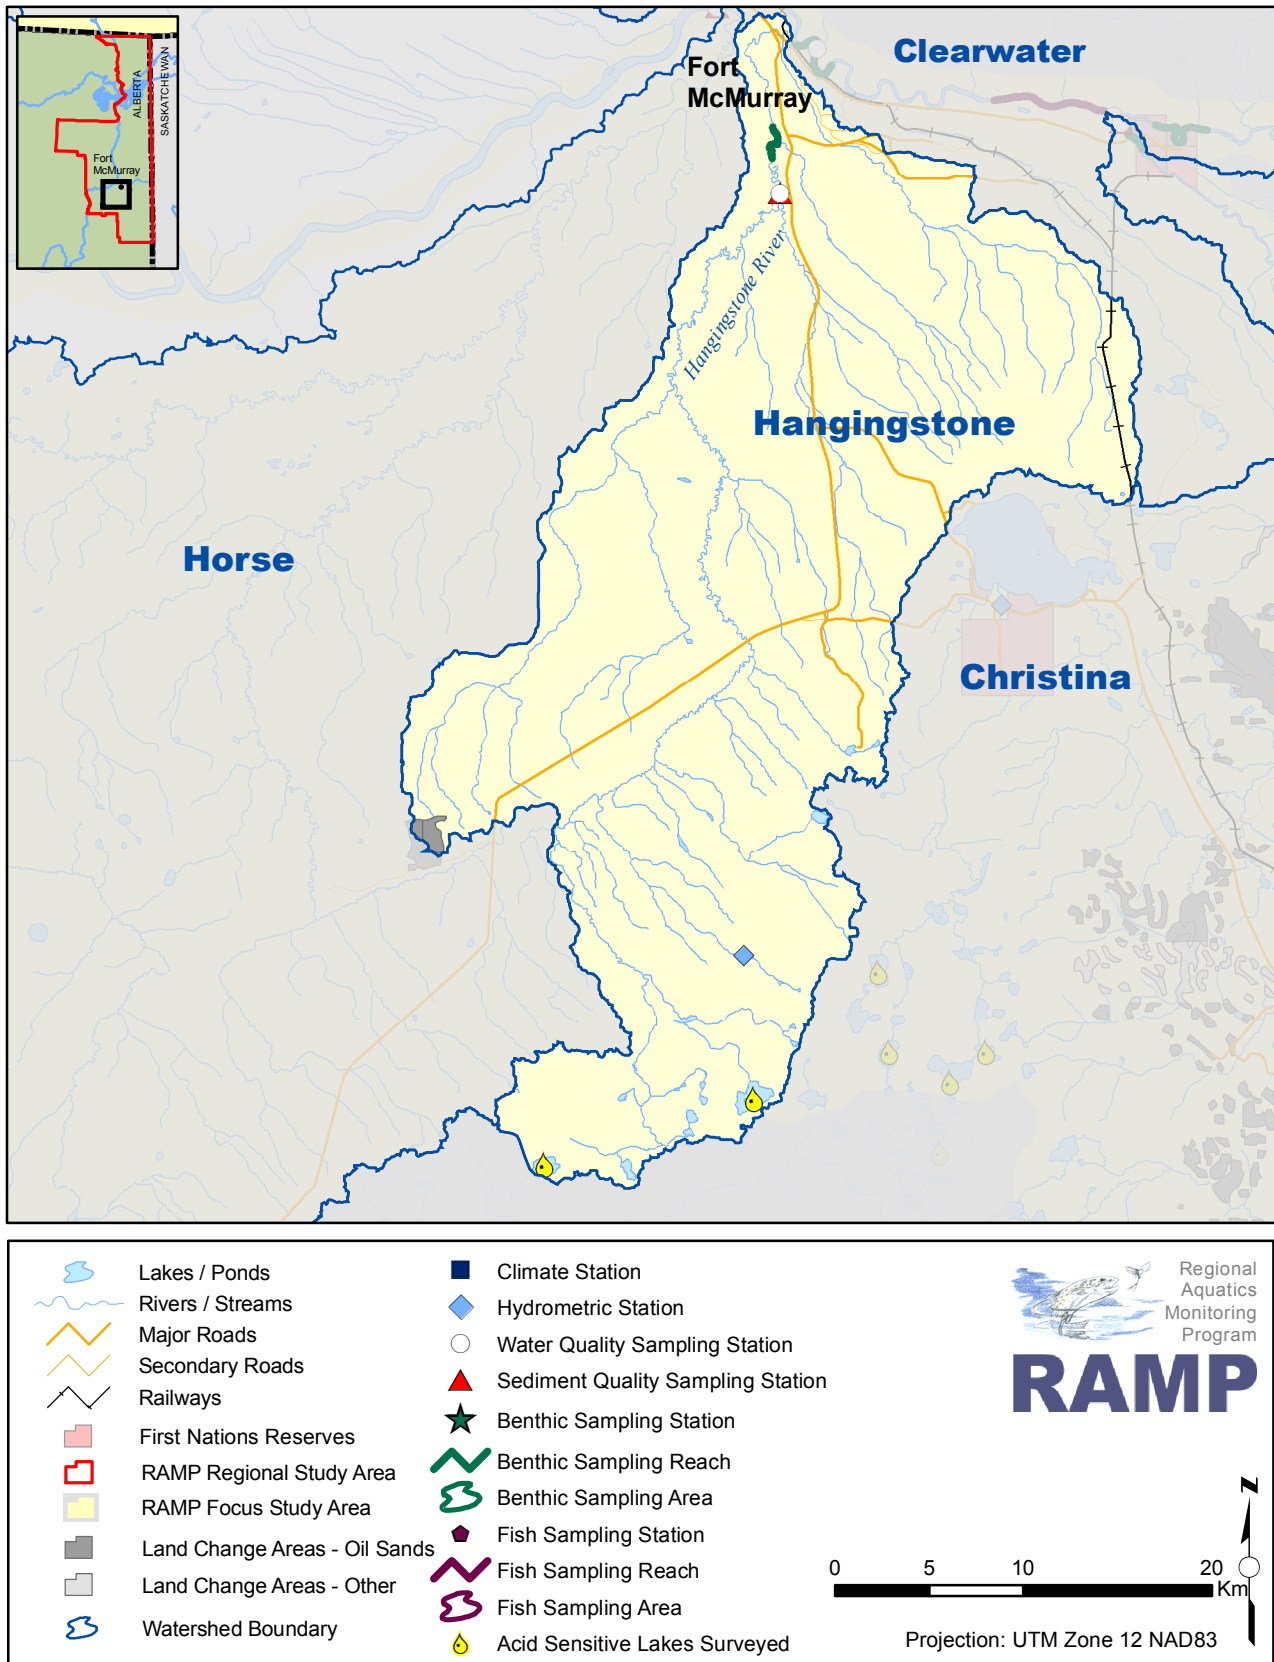 ALBERTA
SASKATCHEWAN
Fort
McMurray
Clearwater
Fort
McMurray
Hangingstone River
Hangingstone
Horse
Christina
Lakes / Ponds
Rivers / Streams
Major Roads
Secondary Roads
Railways
First Nations Reserves
RAMP Regional Study Area
RAMP Focus Study Area
Land Change Areas - Oil Sands
Land Change Areas - Other
Watershed Boundary
Climate Station
Hydrometric Station
Water Quality Sampling Station
Sediment Quality Sampling Station
Benthic Sampling Station
Benthic Sampling Reach
Benthic Sampling Area
Fish Sampling Station
Fish Sampling Reach
Fish Sampling Area
Acid Sensitive Lakes Surveyed
Regional
Aquatics
Monitoring
Program
RAMP
N
0 5 10 20
Km
Projection: UTM Zone 12 NAD83